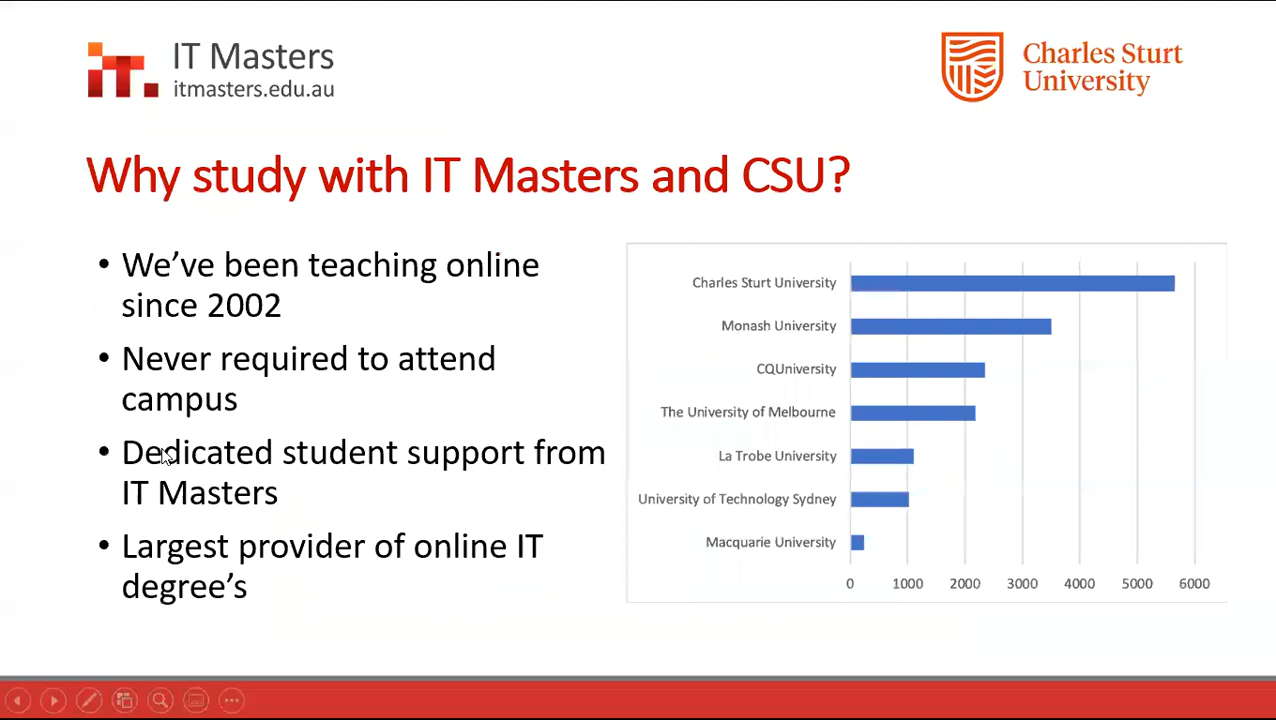 IT Masters
itmasters.edu.au
Charles Sturt
University
Why study with IT Masters and CSU?
• We’ve been teaching online
since 2002
• Never required to attend
campus
• Dedicated student support from
IT Masters
• Largest provider of online IT
degree’s
Charles Sturt University
Monash University
CQUniversity
The University of Melbourne
La Trobe University
University of Technology Sydney
Macquarie University
0 1000 2000 3000 4000 5000 6000